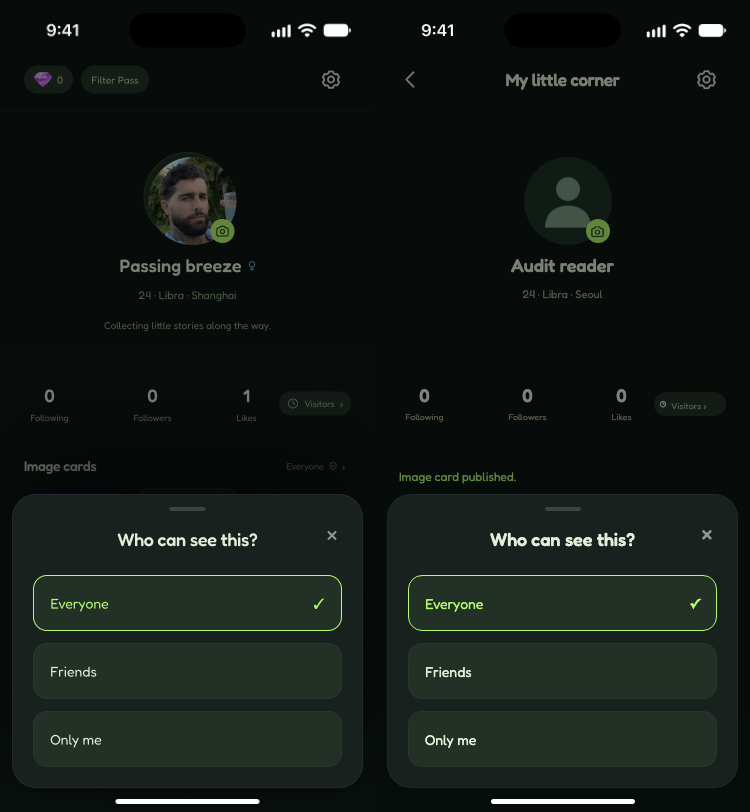 9:41
0 Filter Pass
Passing breeze
24 · Libra · Shanghai
Collecting little stories along the way.
0 0 1 Visitors ›
Following Followers Likes
Image cards Everyone ›
Who can see this? ×
Everyone ✓
Friends
Only me
9:41
My little corner
Audit reader
24 · Libra · Seoul
0 0 0 Visitors ›
Following Followers Likes
Image card published.
Who can see this? ×
Everyone ✓
Friends
Only me